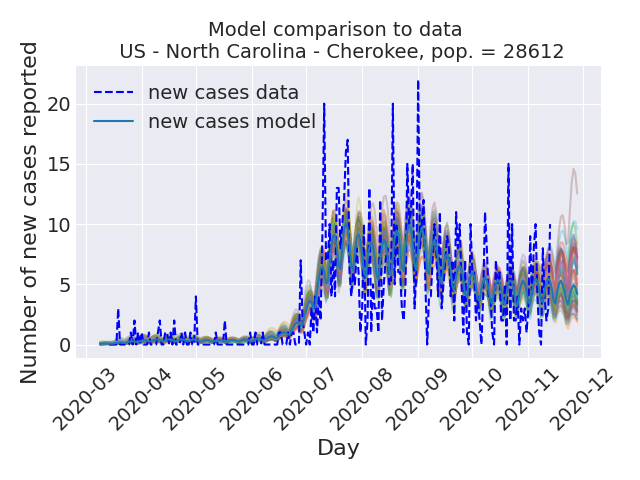 Model comparison to data
US - North Carolina - Cherokee, pop. = 28612
Number of new cases reported
20
15
10
5
0
new cases data
new cases model
2020-03
2020-04
2020-05
2020-06
2020-07
2020-08
2020-09
2020-10
2020-11
2020-12
Day